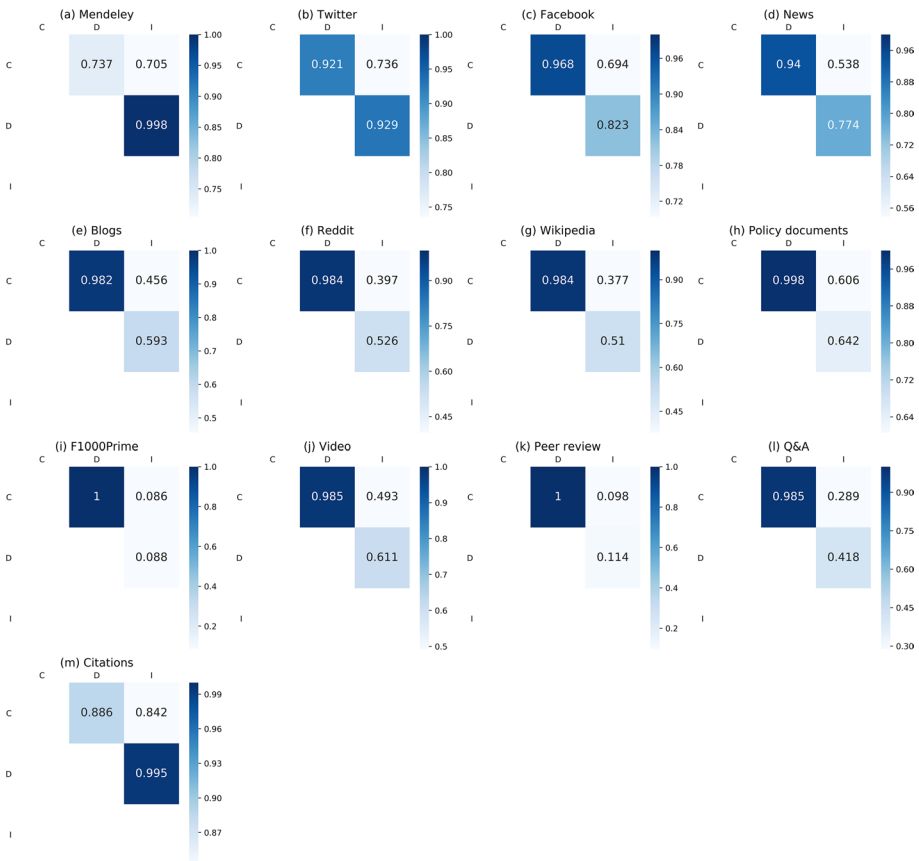 (a) Mendeley
C D I
C 0.737 0.705
D 0.998
I
1.00
0.95
0.90
0.85
0.80
0.75
(b) Twitter
C D I
C 0.921 0.736
D 0.929
I
1.00
0.95
0.90
0.85
0.80
0.75
(c) Facebook
C D I
C 0.968 0.694
D 0.823
I
0.96
0.90
0.84
0.78
0.72
(d) News
C D I
C 0.94 0.538
D 0.774
I
0.96
0.88
0.80
0.72
0.64
0.56
(e) Blogs
C D I
C 0.982 0.456
D 0.593
I
1.0
0.9
0.8
0.7
0.6
0.5
(f) Reddit
C D I
C 0.984 0.397
D 0.526
I
0.90
0.75
0.60
0.45
(g) Wikipedia
C D I
C 0.984 0.377
D 0.51
I
0.90
0.75
0.60
0.45
(h) Policy documents
C D I
C 0.998 0.606
D 0.642
I
0.96
0.88
0.80
0.72
0.64
(i) F1000Prime
C D I
C 1 0.086
D 0.088
I
1.0
0.8
0.6
0.4
0.2
(j) Video
C D I
C 0.985 0.493
D 0.611
I
1.0
0.9
0.8
0.7
0.6
0.5
(k) Peer review
C D I
C 1 0.098
D 0.114
I
1.0
0.8
0.6
0.4
0.2
(l) Q&A
C D I
C 0.985 0.289
D 0.418
I
0.90
0.75
0.60
0.45
0.30
(m) Citations
C D I
C 0.886 0.842
D 0.995
I
0.99
0.96
0.93
0.90
0.87